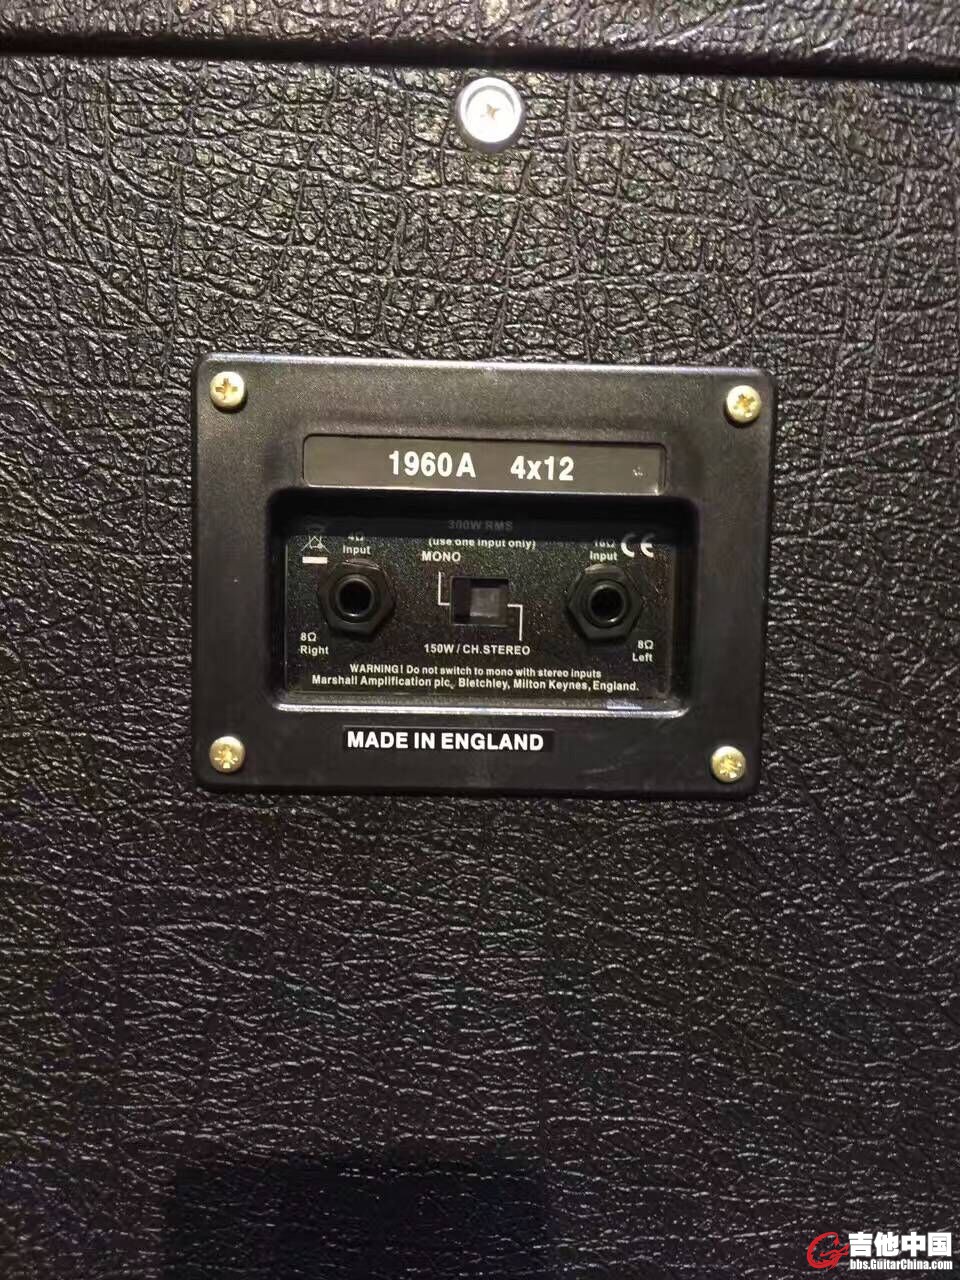 1960A 4x12
300W RMS
(use one input only)
4Ω
Input
MONO
16Ω
Input
CE
8Ω
Right
150W / CH.STEREO
8Ω
Left
WARNING! Do not switch to mono with stereo inputs
Marshall Amplification plc, Bletchley, Milton Keynes, England.
MADE IN ENGLAND
吉他中国
bbs.GuitarChina.com